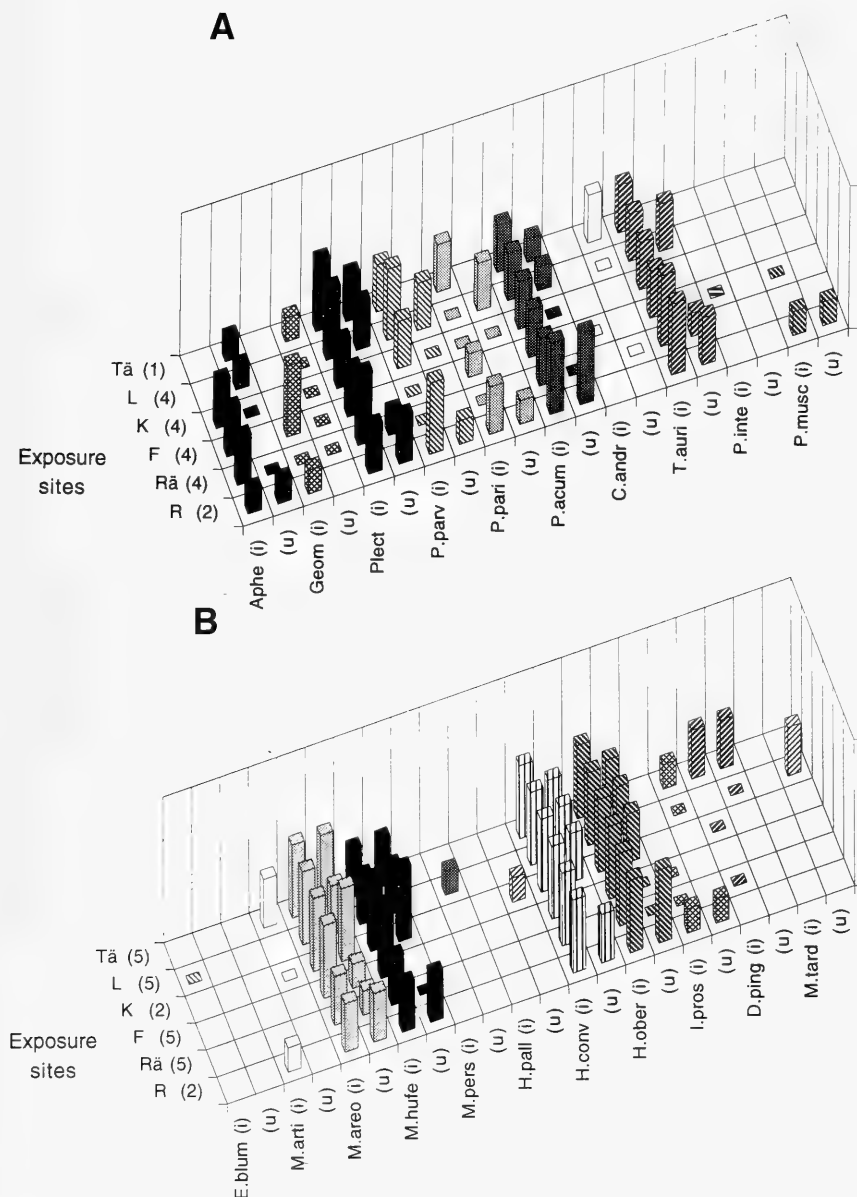 A
Tä (1)
L (4)
K (4)
F (4)
Rä (4)
R (2)
Exposure
sites
Aphe (i)
(u)
Geom (i)
(u)
Plect (i)
(u)
P.parv (i)
(u)
P.pari (i)
(u)
P.acum (i)
(u)
C.andr (i)
(u)
T.auri (i)
(u)
P.inte (i)
(u)
P.musc (i)
(u)
B
Tä (5)
L (5)
K (2)
F (5)
Rä (5)
R (2)
Exposure
sites
E.blum (i)
(u)
M.arti (i)
(u)
M.areo (i)
(u)
M.hufe (i)
(u)
M.pers (i)
(u)
H.pall (i)
(u)
H.conv (i)
(u)
H.ober (i)
(u)
I.pros (i)
(u)
D.ping (i)
(u)
M.tard (i)
(u)